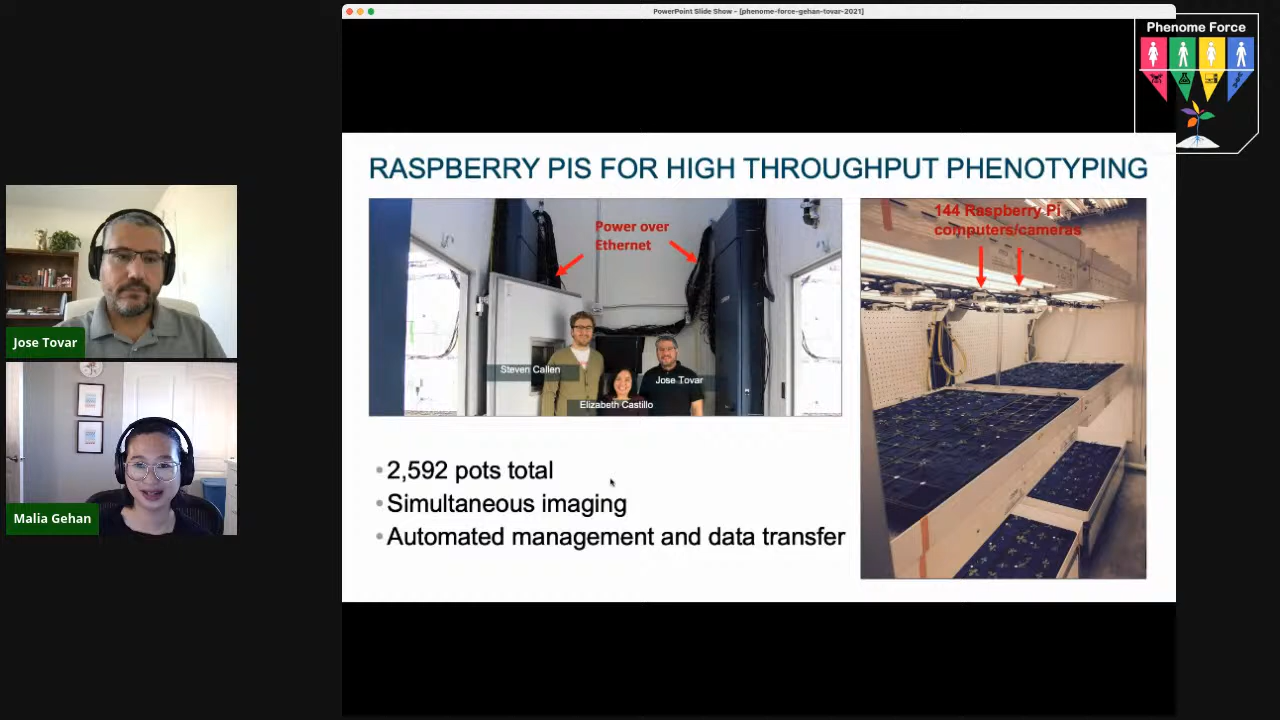 PowerPoint Slide Show - [phenome-force-gehan-tovar-2021]
Phenome Force
RASPBERRY PIS FOR HIGH THROUGHPUT PHENOTYPING
Power over
Ethernet
144 Raspberry Pi
computers/cameras
Steven Callen
Elizabeth Castillo
Jose Tovar
•2,592 pots total
•Simultaneous imaging
•Automated management and data transfer
Jose Tovar
Malia Gehan